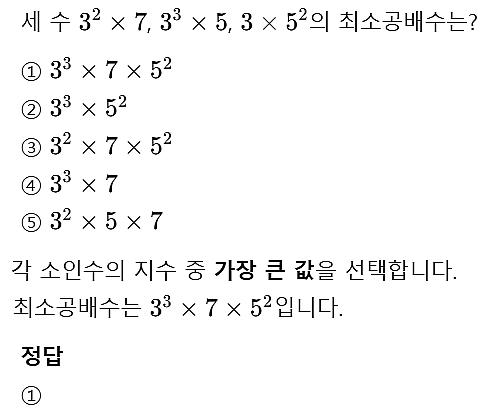 세 수 3² × 7, 3³ × 5, 3 × 5²의 최소공배수는?
① 3³ × 7 × 5²
② 3³ × 5²
③ 3² × 7 × 5²
④ 3³ × 7
⑤ 3² × 5 × 7
각 소인수의 지수 중 가장 큰 값을 선택합니다.
최소공배수는 3³ × 7 × 5²입니다.
정답
①